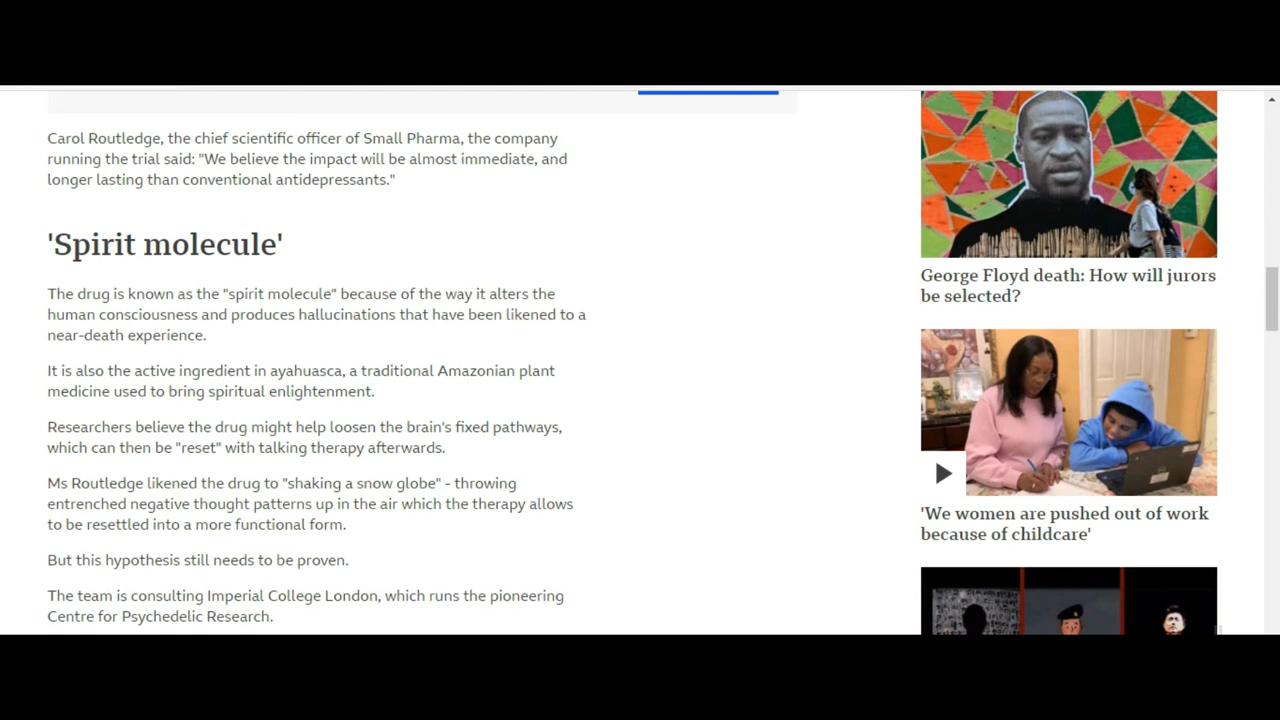 Carol Routledge, the chief scientific officer of Small Pharma, the company
running the trial said: "We believe the impact will be almost immediate, and
longer lasting than conventional antidepressants."
'Spirit molecule'
The drug is known as the "spirit molecule" because of the way it alters the
human consciousness and produces hallucinations that have been likened to a
near-death experience.
It is also the active ingredient in ayahuasca, a traditional Amazonian plant
medicine used to bring spiritual enlightenment.
Researchers believe the drug might help loosen the brain's fixed pathways,
which can then be "reset" with talking therapy afterwards.
Ms Routledge likened the drug to "shaking a snow globe" - throwing
entrenched negative thought patterns up in the air which the therapy allows
to be resettled into a more functional form.
But this hypothesis still needs to be proven.
The team is consulting Imperial College London, which runs the pioneering
Centre for Psychedelic Research.
George Floyd death: How will jurors
be selected?
'We women are pushed out of work
because of childcare'